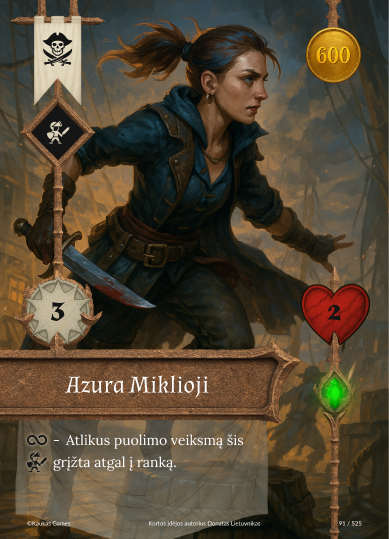 600
3
2
Azura Miklioji
∞ - Atlikus puolimo veiksmą šis
grįžta atgal į ranką.
©Raukas Games
Kortos idėjos autorius Donatas Lietuvnikas
91 / 525